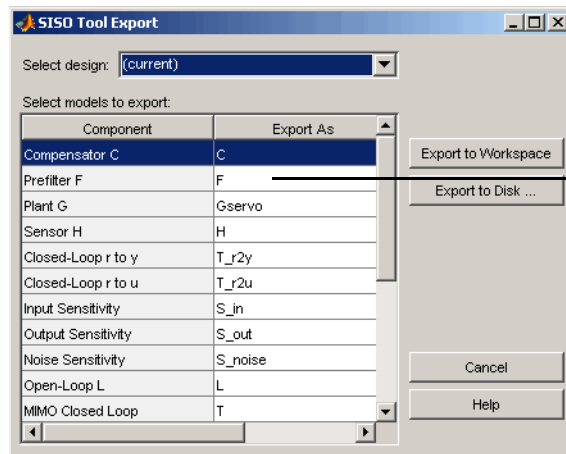 SISO Tool Export
Select design: (current)
Select models to export:
Component Export As
Compensator C C Export to Workspace
Prefilter F F
Export to Disk ...
Plant G Gservo
Sensor H H
Closed-Loop r to y T_r2y
Closed-Loop r to u T_r2u
Input Sensitivity S_in
Output Sensitivity S_out
Noise Sensitivity S_noise
Cancel
Open-Loop L L
MIMO Closed Loop T Help